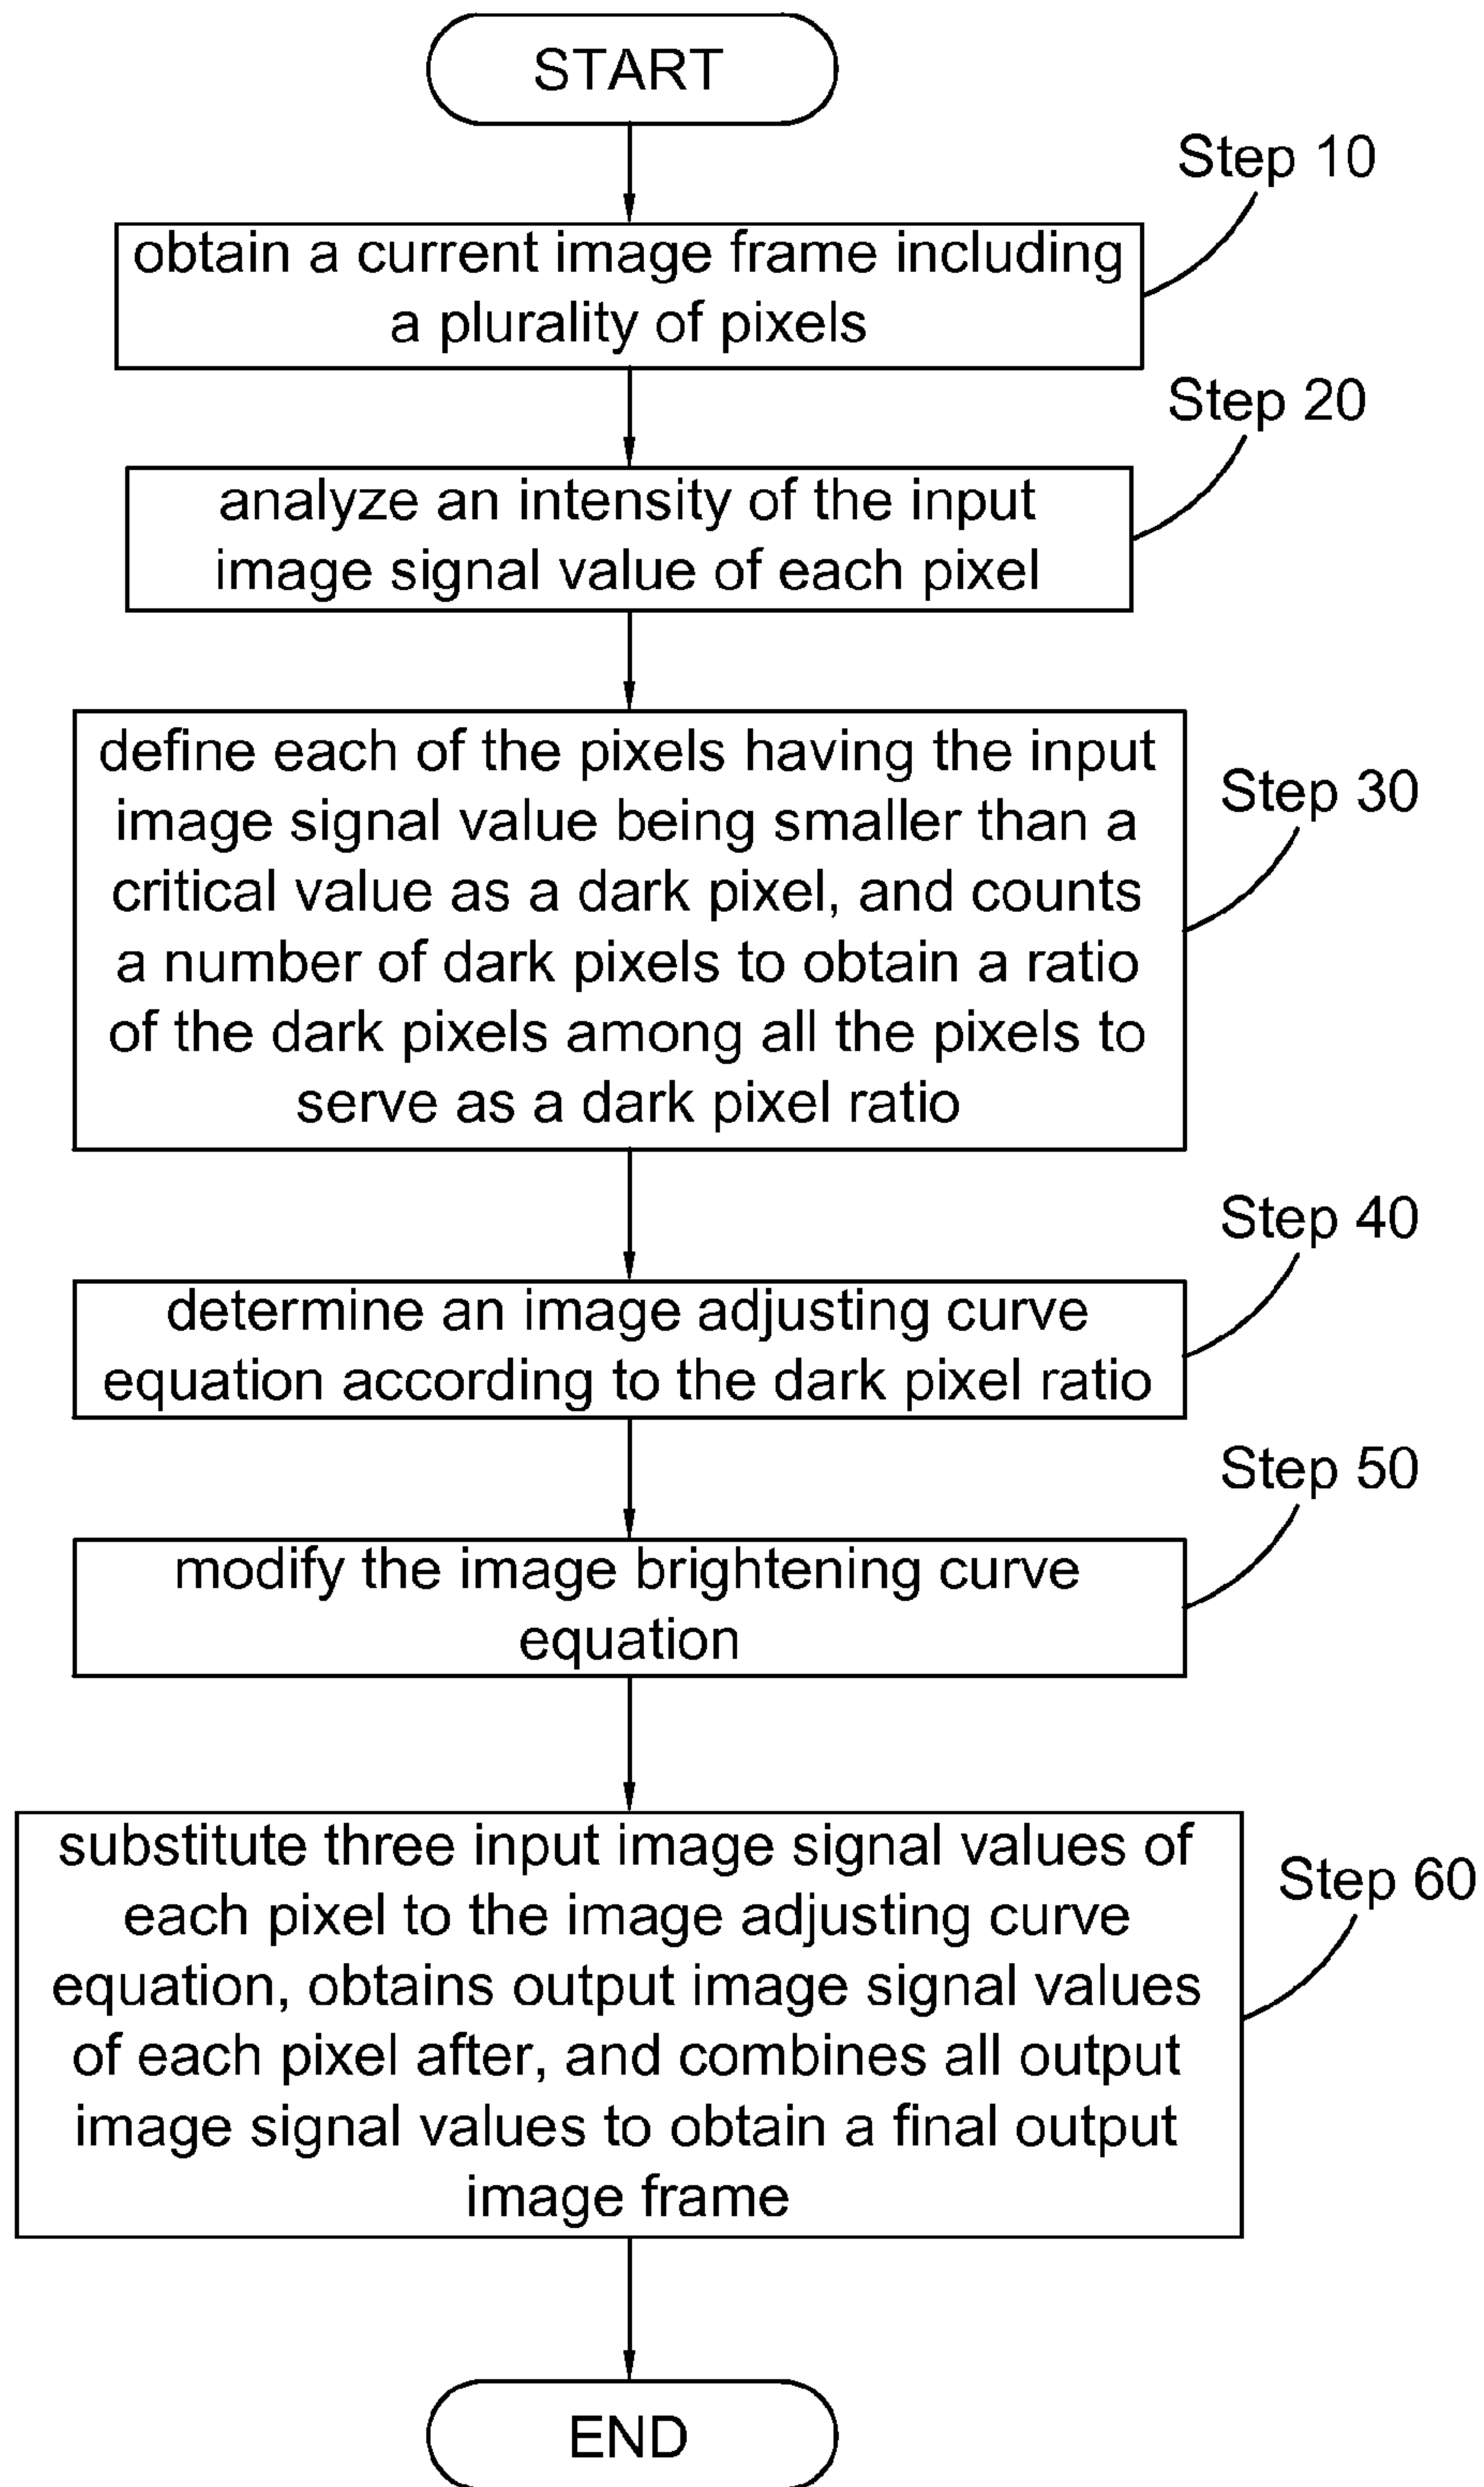 START
Step 10
obtain a current image frame including
a plurality of pixels
Step 20
analyze an intensity of the input
image signal value of each pixel
Step 30
define each of the pixels having the input
image signal value being smaller than a
critical value as a dark pixel, and counts
a number of dark pixels to obtain a ratio
of the dark pixels among all the pixels to
serve as a dark pixel ratio
Step 40
determine an image adjusting curve
equation according to the dark pixel ratio
Step 50
modify the image brightening curve
equation
Step 60
substitute three input image signal values of
each pixel to the image adjusting curve
equation, obtains output image signal values
of each pixel after, and combines all output
image signal values to obtain a final output
image frame
END